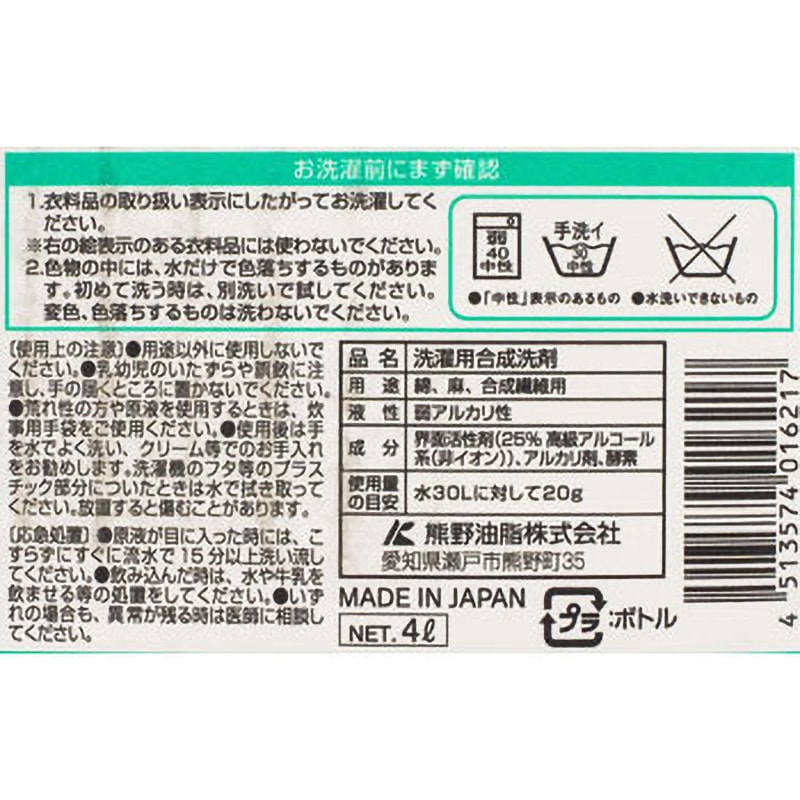 お洗濯前にまず確認
1.衣料品の取り扱い表示にしたがってお洗濯してく
ださい。
※右の絵表示のある衣料品には使わないでください。
2.色物の中には、水だけで色落ちするものがありま
す。初めて洗う時は、別洗いで試してください。
変色、色落ちするものは洗わないでください。
弱
40
中性
手洗イ
30
中性
●「中性」表示のあるもの ●水洗いできないもの
〔使用上の注意〕●用途以外に使用しないで
ください。●乳幼児のいたずらや誤飲に注
意し、手の届くところに置かないでください。
●荒れ性の方や原液を使用するときは、炊
事用手袋をご使用ください。●使用後は手
を水でよく洗い、クリーム等でのお手入れ
をお勧めします。洗濯機のフタ等のプラス
チック部分についたときは水で拭き取って
ください。放置すると傷むことがあります。
〔応急処置〕●原液が目に入った時には、こ
すらずにすぐに流水で15分以上洗い流し
てください。●飲み込んだ時は、水や牛乳を
飲ませる等の処置をしてください。●いず
れの場合も、異常が残る時は医師に相談し
てください。
品 名 洗濯用合成洗剤
用 途 綿、麻、合成繊維用
液 性 弱アルカリ性
成 分 界面活性剤(25% 高級アルコール
系(非イオン))、アルカリ剤、酵素
使用量
の目安 水30Lに対して20g
熊野油脂株式会社
愛知県瀬戸市熊野町35
MADE IN JAPAN
NET. 4ℓ
プラ :ボトル
4 513574 016217